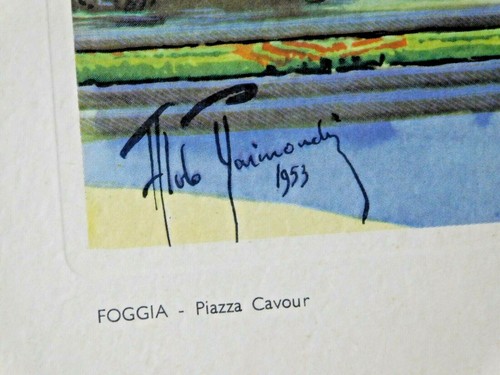 Aldo Raimondi
1953
FOGGIA - Piazza Cavour